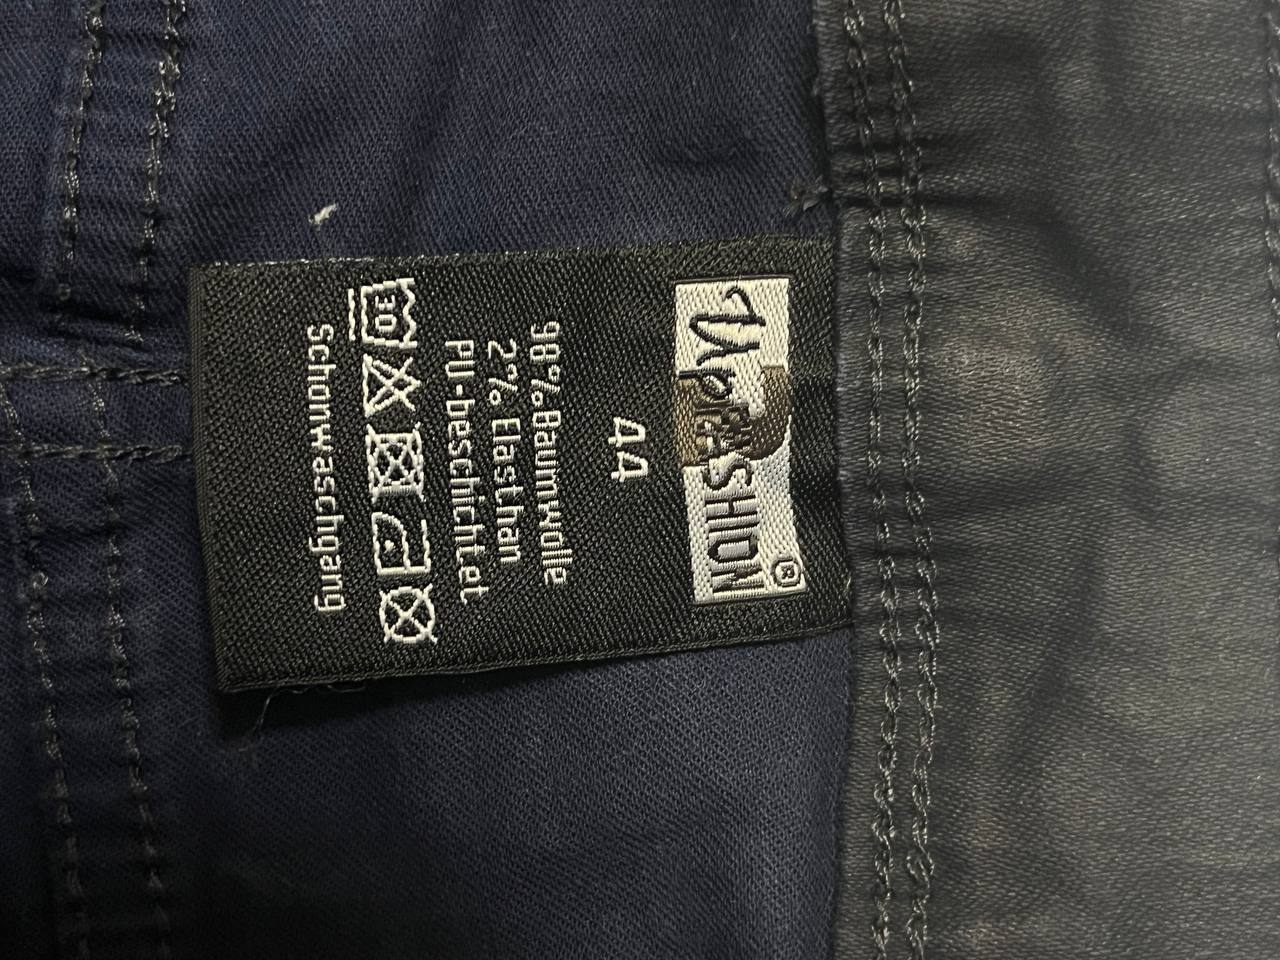 Up FASHION ®
44
98% Baumwolle
2% Elasthan
PU-beschichtet
30
Schonwaschgang